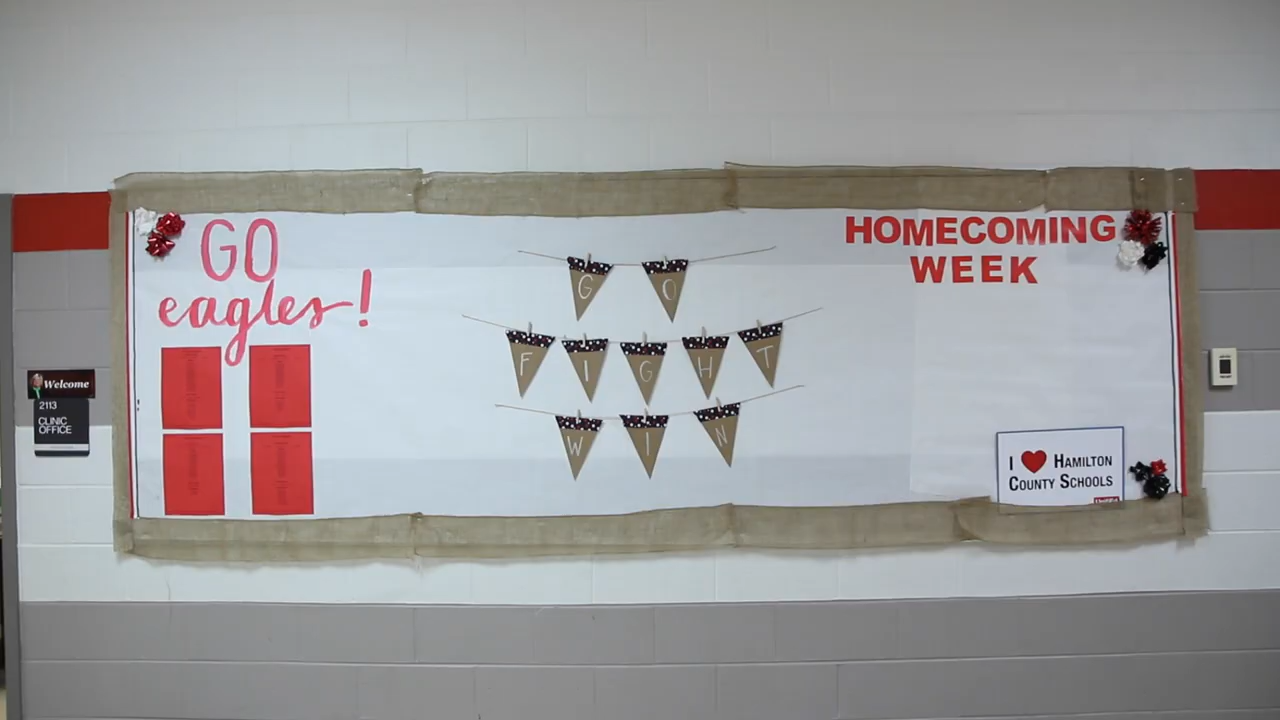 GO
eagles!
HOMECOMING
WEEK
GO
FIGHT
WIN
Welcome
2113
CLINIC
OFFICE
I ❤ HAMILTON
COUNTY SCHOOLS